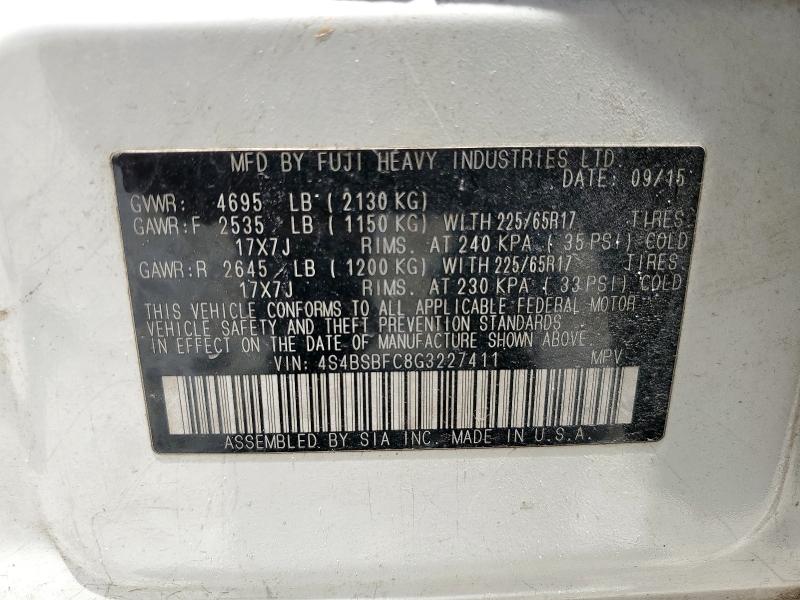 MFD BY FUJI HEAVY INDUSTRIES LTD.
DATE: 09/15
GVWR: 4695 LB (2130 KG)
GAWR:F 2535 LB (1150 KG) WITH 225/65R17 TIRES
17X7J RIMS. AT 240 KPA (35 PSI) COLD
GAWR:R 2645 LB (1200 KG) WITH 225/65R17 TIRES
17X7J RIMS. AT 230 KPA (33 PSI) COLD
THIS VEHICLE CONFORMS TO ALL APPLICABLE FEDERAL MOTOR
VEHICLE SAFETY AND THEFT PREVENTION STANDARDS
IN EFFECT ON THE DATE OF MANUFACTURE SHOWN ABOVE.
VIN: 4S4BSBFC8G3227411 MPV
ASSEMBLED BY SIA INC. MADE IN U.S.A.